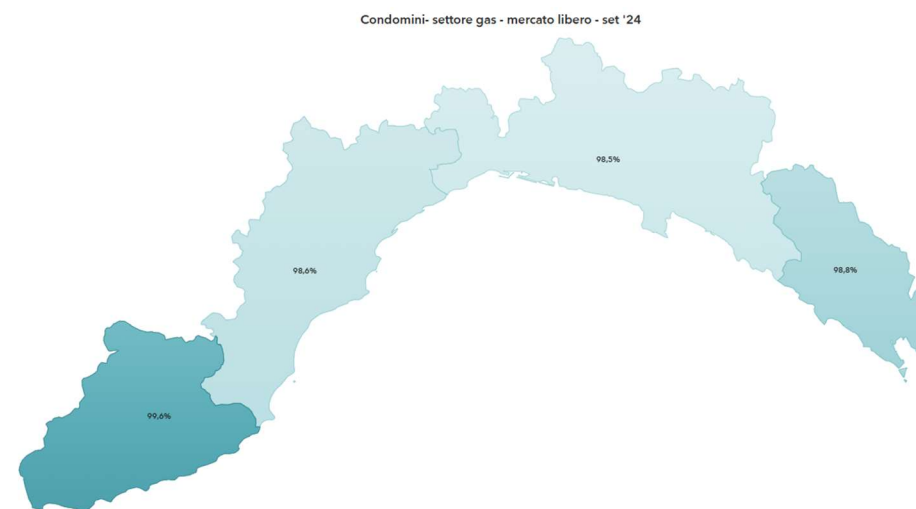 Condomini- settore gas - mercato libero - set '24
98,5%
98,6%
98,8%
99,6%